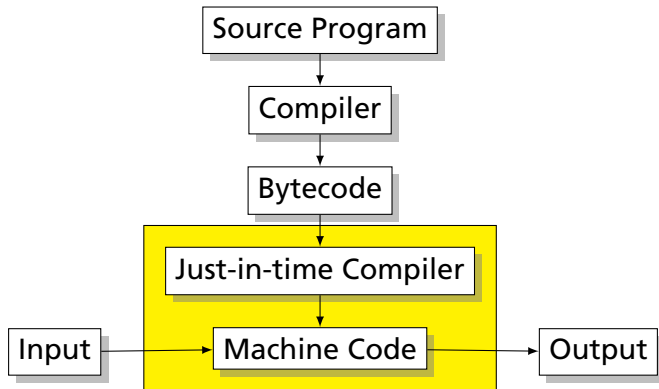 Source Program
Compiler
Bytecode
Just-in-time Compiler
Input
Machine Code
Output